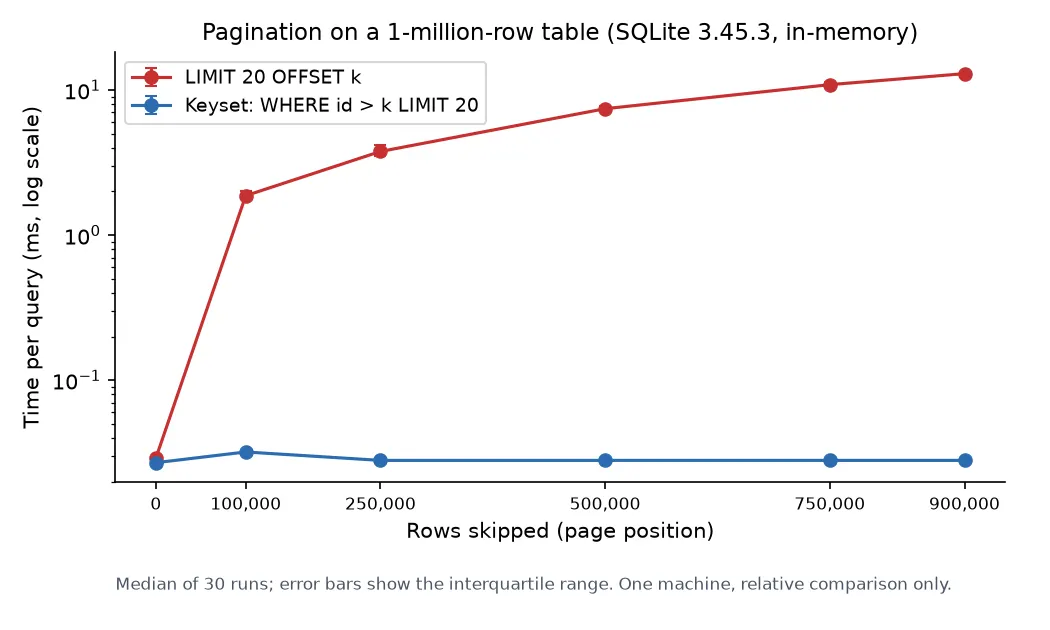 Pagination on a 1-million-row table (SQLite 3.45.3, in-memory)
LIMIT 20 OFFSET k
Keyset: WHERE id > k LIMIT 20
Time per query (ms, log scale)
10¹
10⁰
10⁻¹
0
100,000
250,000
500,000
750,000
900,000
Rows skipped (page position)
Median of 30 runs; error bars show the interquartile range. One machine, relative comparison only.